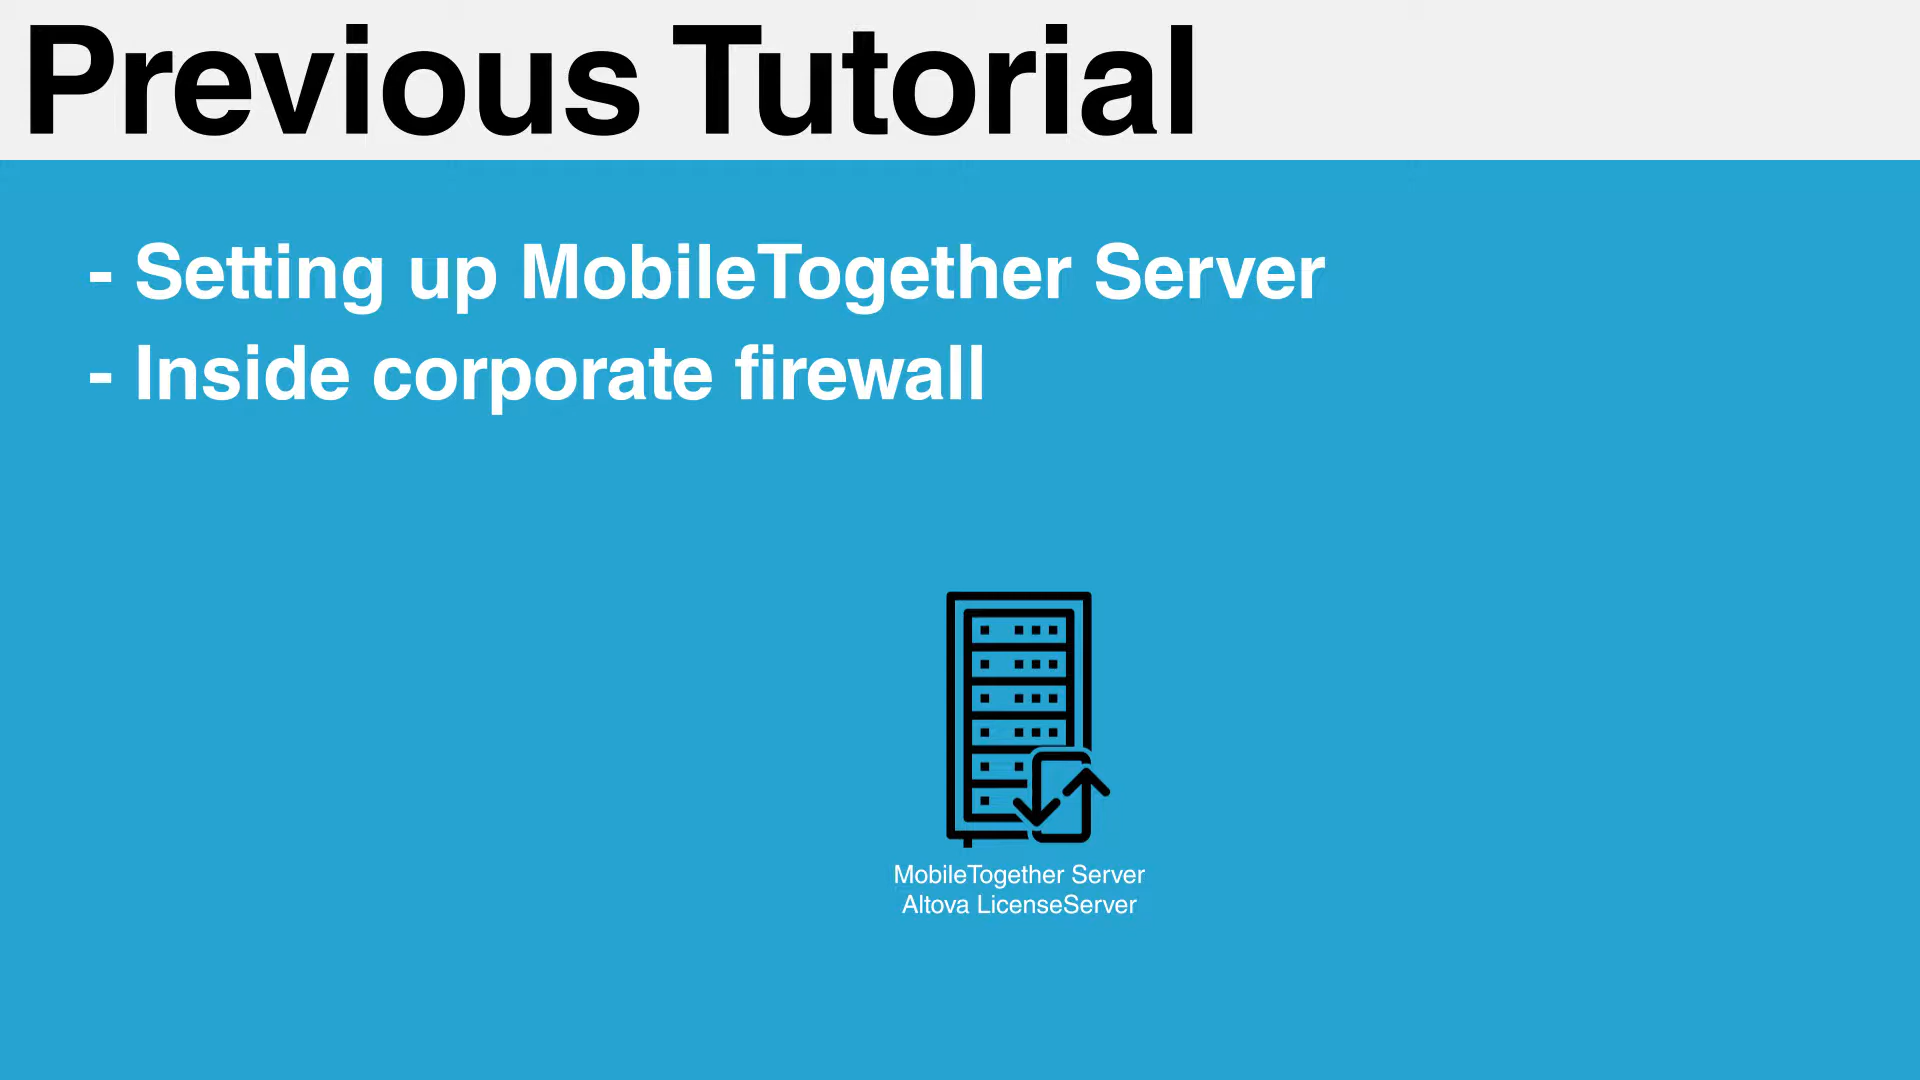 Previous Tutorial
- Setting up MobileTogether Server
- Inside corporate firewall
MobileTogether Server
Altova LicenseServer